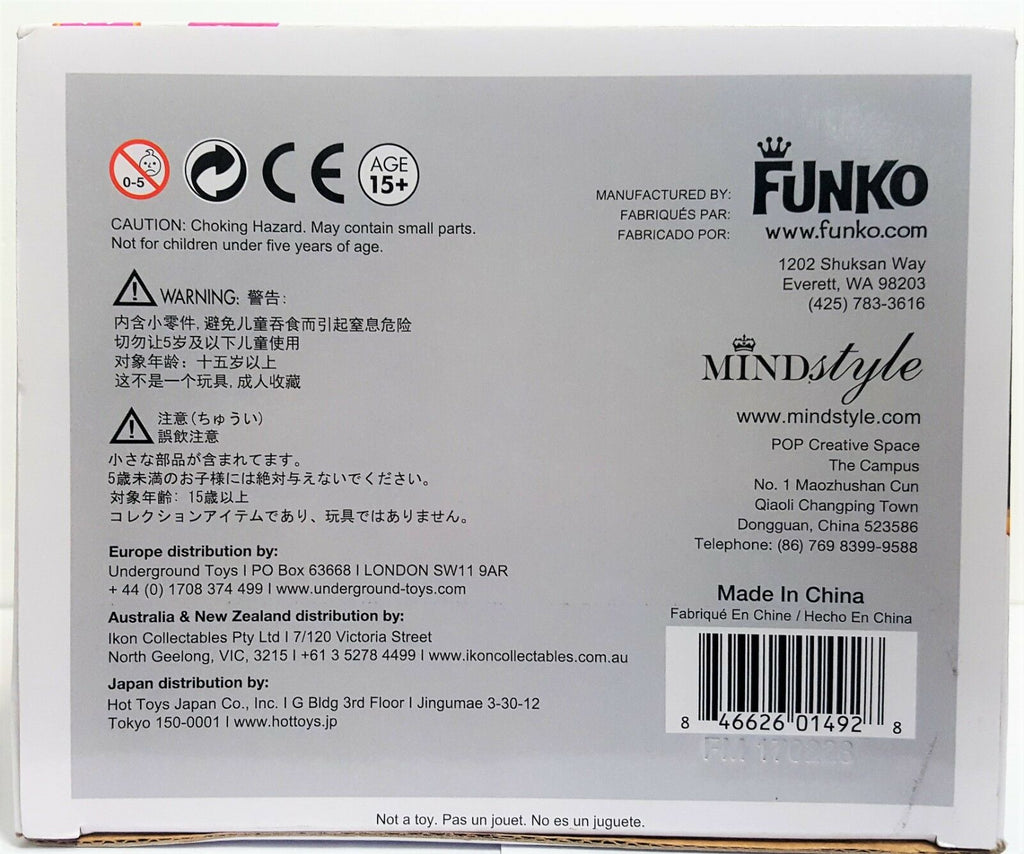 0-5
CE
AGE
15+
CAUTION: Choking Hazard. May contain small parts.
Not for children under five years of age.
WARNING: 警告:
内含小零件, 避免儿童吞食而引起窒息危险
切勿让5岁及以下儿童使用
对象年龄: 十五岁以上
这不是一个玩具, 成人收藏
注意(ちゅうい)
誤飲注意
小さな部品が含まれてます。
5歳未満のお子様には絶対与えないでください。
対象年齢: 15歳以上
コレクションアイテムであり、玩具ではありません。
Europe distribution by:
Underground Toys I PO Box 63668 I LONDON SW11 9AR
+ 44 (0) 1708 374 499 I www.underground-toys.com
Australia & New Zealand distribution by:
Ikon Collectables Pty Ltd I 7/120 Victoria Street
North Geelong, VIC, 3215 I +61 3 5278 4499 I www.ikoncollectables.com.au
Japan distribution by:
Hot Toys Japan Co., Inc. I G Bldg 3rd Floor I Jingumae 3-30-12
Tokyo 150-0001 I www.hottoys.jp
MANUFACTURED BY:
FABRIQUÉS PAR:
FABRICADO POR:
FUNKO
www.funko.com
1202 Shuksan Way
Everett, WA 98203
(425) 783-3616
MINDstyle
www.mindstyle.com
POP Creative Space
The Campus
No. 1 Maozhushan Cun
Qiaoli Changping Town
Dongguan, China 523586
Telephone: (86) 769 8399-9588
Made In China
Fabriqué En Chine / Hecho En China
8 46626 01492 8
Not a toy. Pas un jouet. No es un juguete.